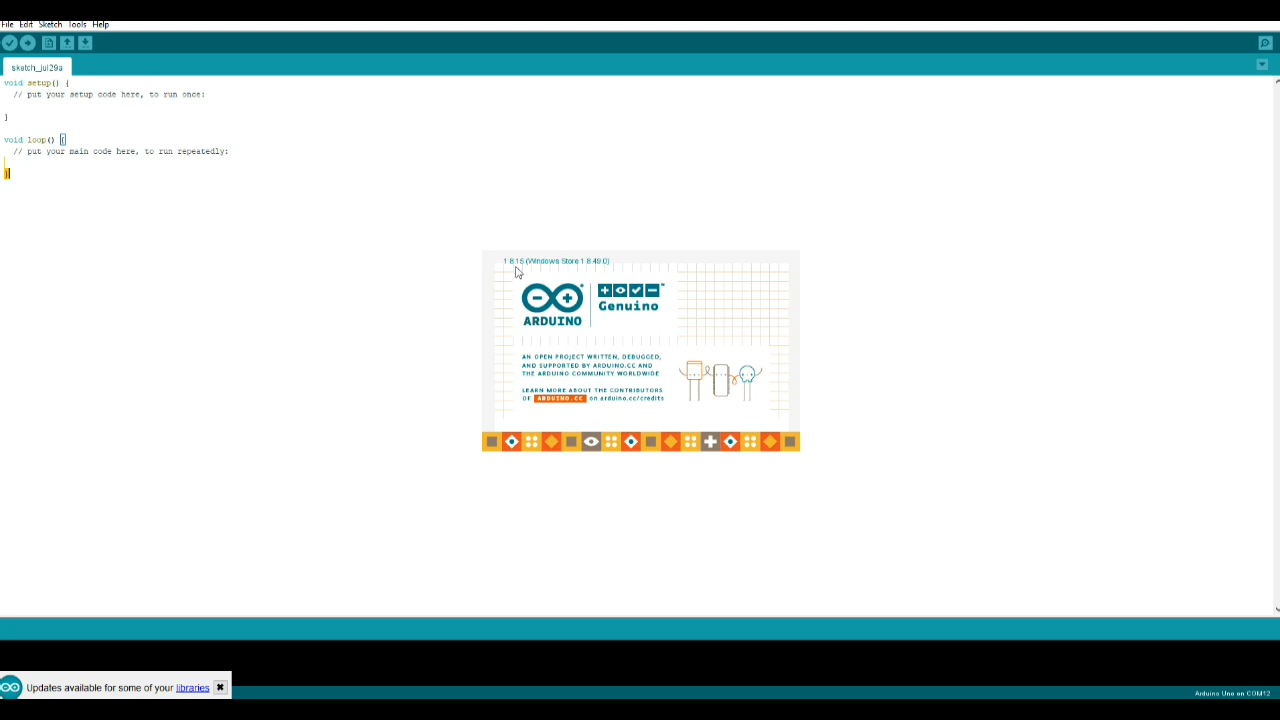 File Edit Sketch Tools Help
sketch_jul29a
void setup() {
// put your setup code here, to run once:
}
void loop() {
// put your main code here, to run repeatedly:
}
1.8.15 (Windows Store 1.8.49.0)
ARDUINO
Genuino
AN OPEN PROJECT WRITTEN, DEBUGGED,
AND SUPPORTED BY ARDUINO.CC AND
THE ARDUINO COMMUNITY WORLDWIDE
LEARN MORE ABOUT THE CONTRIBUTORS
OF ARDUINO.CC on arduino.cc/credits
Updates available for some of your libraries
Arduino Uno on COM12